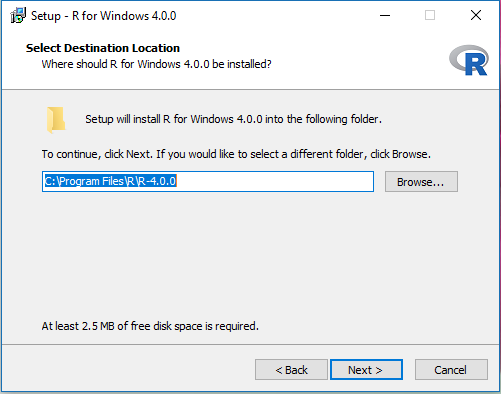 Setup - R for Windows 4.0.0
Select Destination Location
Where should R for Windows 4.0.0 be installed?
R
Setup will install R for Windows 4.0.0 into the following folder.
To continue, click Next. If you would like to select a different folder, click Browse.
C:\Program Files\R\R-4.0.0
Browse...
At least 2.5 MB of free disk space is required.
< Back
Next >
Cancel